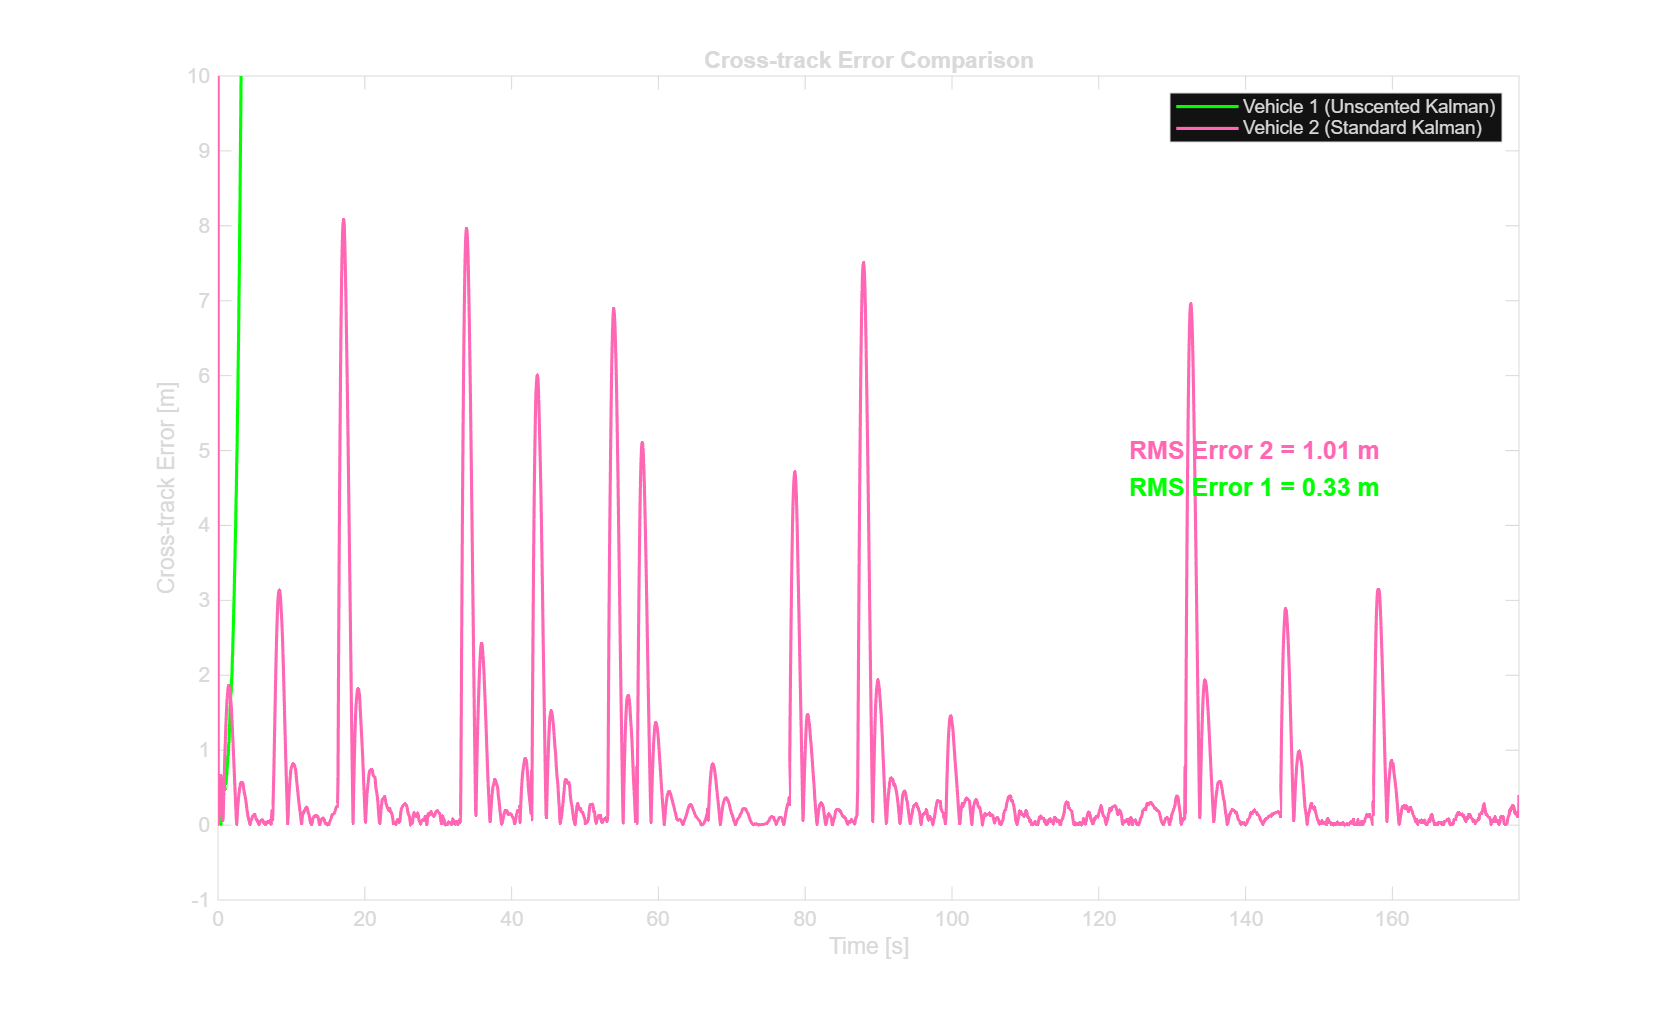 Cross-track Error Comparison
Vehicle 1 (Unscented Kalman)
Vehicle 2 (Standard Kalman)
10
9
8
7
6
5
4
3
2
1
0
-1
Cross-track Error [m]
RMS Error 2 = 1.01 m
RMS Error 1 = 0.33 m
0 20 40 60 80 100 120 140 160
Time [s]